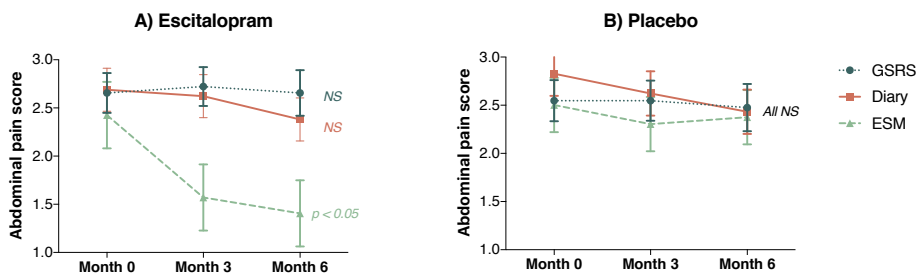 A) Escitalopram
Abdominal pain score
3.0
2.5
2.0
1.5
1.0
NS
NS
p < 0.05
Month 0
Month 3
Month 6
B) Placebo
Abdominal pain score
3.0
2.5
2.0
1.5
1.0
All NS
Month 0
Month 3
Month 6
GSRS
Diary
ESM